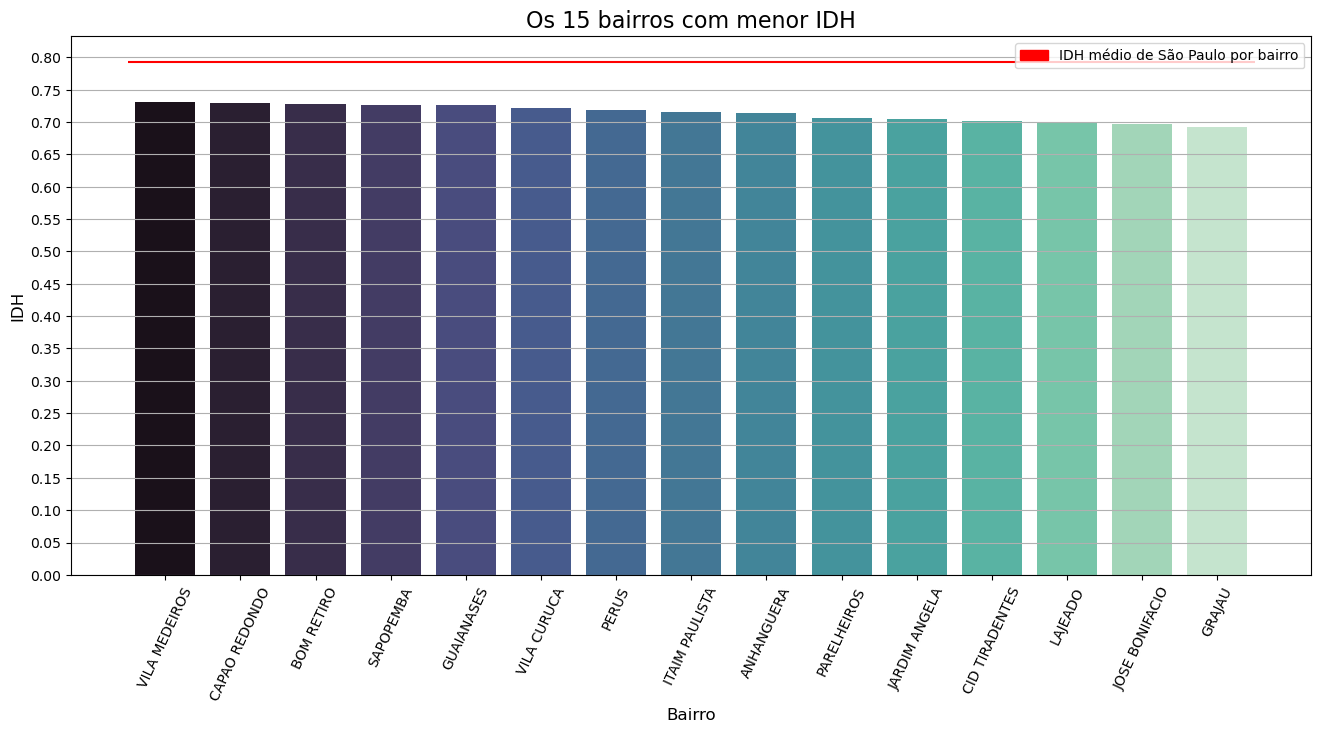 Os 15 bairros com menor IDH
IDH médio de São Paulo por bairro
IDH
0.80
0.75
0.70
0.65
0.60
0.55
0.50
0.45
0.40
0.35
0.30
0.25
0.20
0.15
0.10
0.05
0.00
VILA MEDEIROS
CAPAO REDONDO
BOM RETIRO
SAPOPEMBA
GUAIANASES
VILA CURUCA
PERUS
ITAIM PAULISTA
ANHANGUERA
PARELHEIROS
JARDIM ANGELA
CID TIRADENTES
LAJEADO
JOSE BONIFACIO
GRAJAU
Bairro